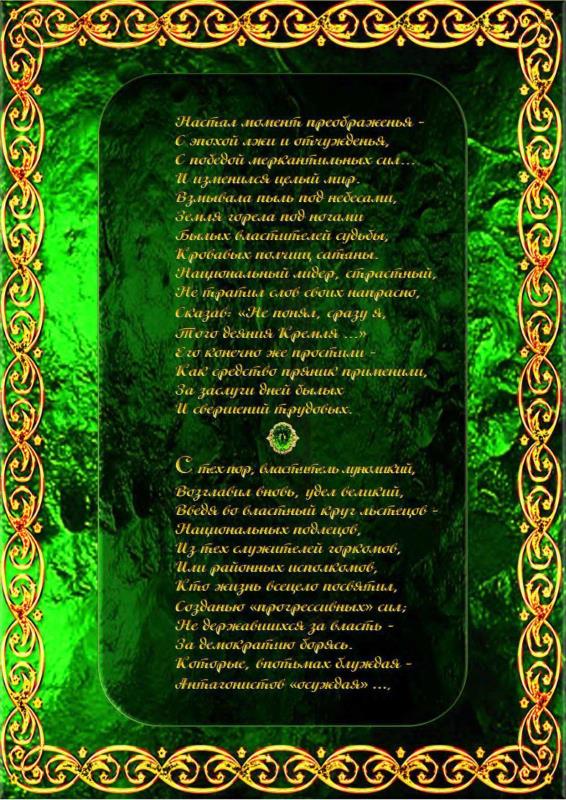 Настал момент преображенья –
С эпохой лжи и отчужденья,
С победой меркантильных сил...
И изменился целый мир.
Взмывала пыль под небесами,
Земля горела под ногами
Былых властителей судьбы,
Кровавых полчищ сатаны.
Национальный лидер, страстный,
Не тратил слов своих напрасно,
Сказав: «Не понял, сразу я,
Того деяния Кремля ...»
Его конечно же простили –
Как средство пряник применили,
За заслуги дней былых
И свершений трудовых.
С тех пор, властитель луноликий,
Возглавил вновь, удел великий,
Введя во властный круг льстецов –
Национальных подлецов,
Из тех служителей горкомов,
Или районных исполкомов,
Кто жизнь всецело посвятил,
Созданью «прогрессивных» сил;
Не державшихся за власть –
За демократию борясь.
Которые, впотьмах блуждая –
Антагонистов «осуждая» ...,